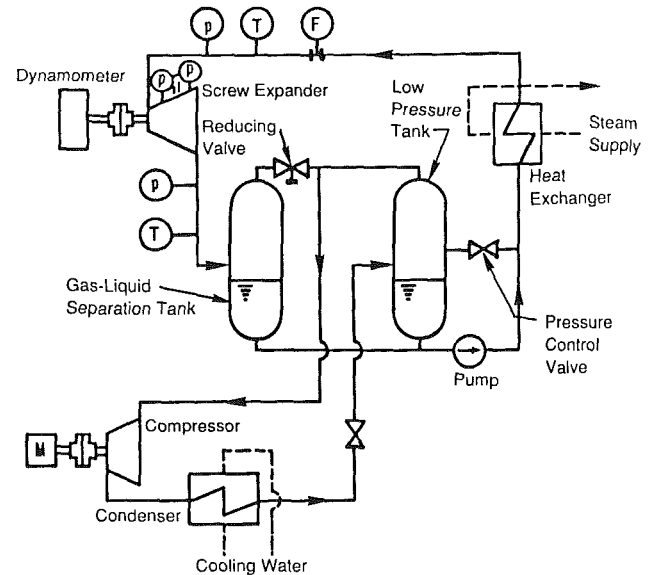 p
T
F
Dynamometer
p
p
Screw Expander
Reducing
Valve
Low
Pressure
Tank
Steam
Supply
Heat
Exchanger
p
T
Gas-Liquid
Separation Tank
Pressure
Control
Valve
Pump
Compressor
M
Condenser
Cooling Water